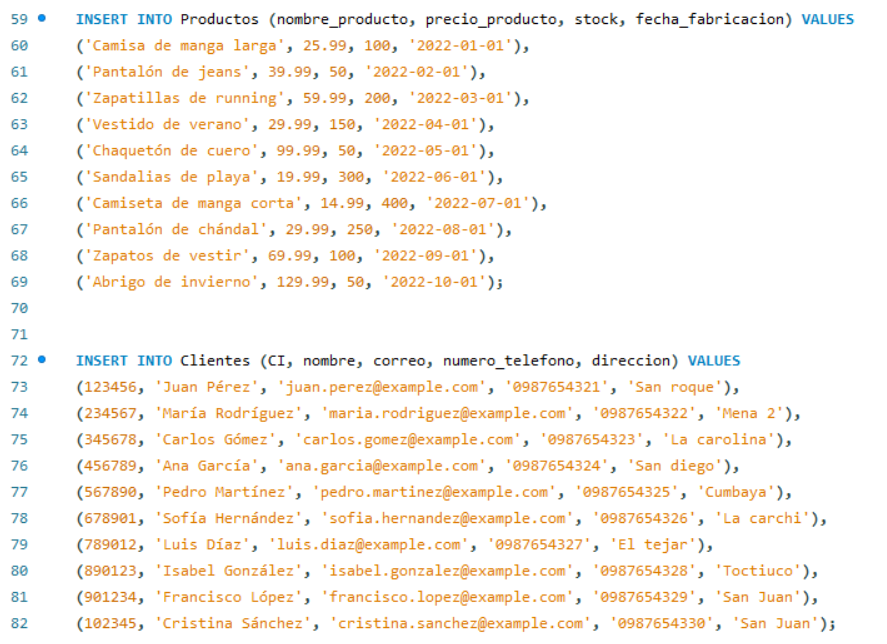 59 INSERT INTO Productos (nombre_producto, precio_producto, stock, fecha_fabricacion) VALUES
60 ('Camisa de manga larga', 25.99, 100, '2022-01-01'),
61 ('Pantalón de jeans', 39.99, 50, '2022-02-01'),
62 ('Zapatillas de running', 59.99, 200, '2022-03-01'),
63 ('Vestido de verano', 29.99, 150, '2022-04-01'),
64 ('Chaquetón de cuero', 99.99, 50, '2022-05-01'),
65 ('Sandalias de playa', 19.99, 300, '2022-06-01'),
66 ('Camiseta de manga corta', 14.99, 400, '2022-07-01'),
67 ('Pantalón de chándal', 29.99, 250, '2022-08-01'),
68 ('Zapatos de vestir', 69.99, 100, '2022-09-01'),
69 ('Abrigo de invierno', 129.99, 50, '2022-10-01');
70
71
72 INSERT INTO Clientes (CI, nombre, correo, numero_telefono, direccion) VALUES
73 (123456, 'Juan Pérez', 'juan.perez@example.com', '0987654321', 'San roque'),
74 (234567, 'María Rodríguez', 'maria.rodriguez@example.com', '0987654322', 'Mena 2'),
75 (345678, 'Carlos Gómez', 'carlos.gomez@example.com', '0987654323', 'La carolina'),
76 (456789, 'Ana García', 'ana.garcia@example.com', '0987654324', 'San diego'),
77 (567890, 'Pedro Martínez', 'pedro.martinez@example.com', '0987654325', 'Cumbaya'),
78 (678901, 'Sofía Hernández', 'sofia.hernandez@example.com', '0987654326', 'La carchi'),
79 (789012, 'Luis Díaz', 'luis.diaz@example.com', '0987654327', 'El tejar'),
80 (890123, 'Isabel González', 'isabel.gonzalez@example.com', '0987654328', 'Toctiuco'),
81 (901234, 'Francisco López', 'francisco.lopez@example.com', '0987654329', 'San Juan'),
82 (102345, 'Cristina Sánchez', 'cristina.sanchez@example.com', '0987654330', 'San Juan');